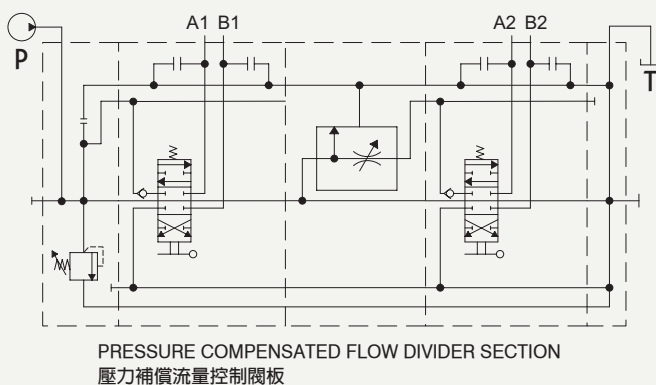 A1 B1
A2 B2
P
T
PRESSURE COMPENSATED FLOW DIVIDER SECTION
壓力補償流量控制閥板